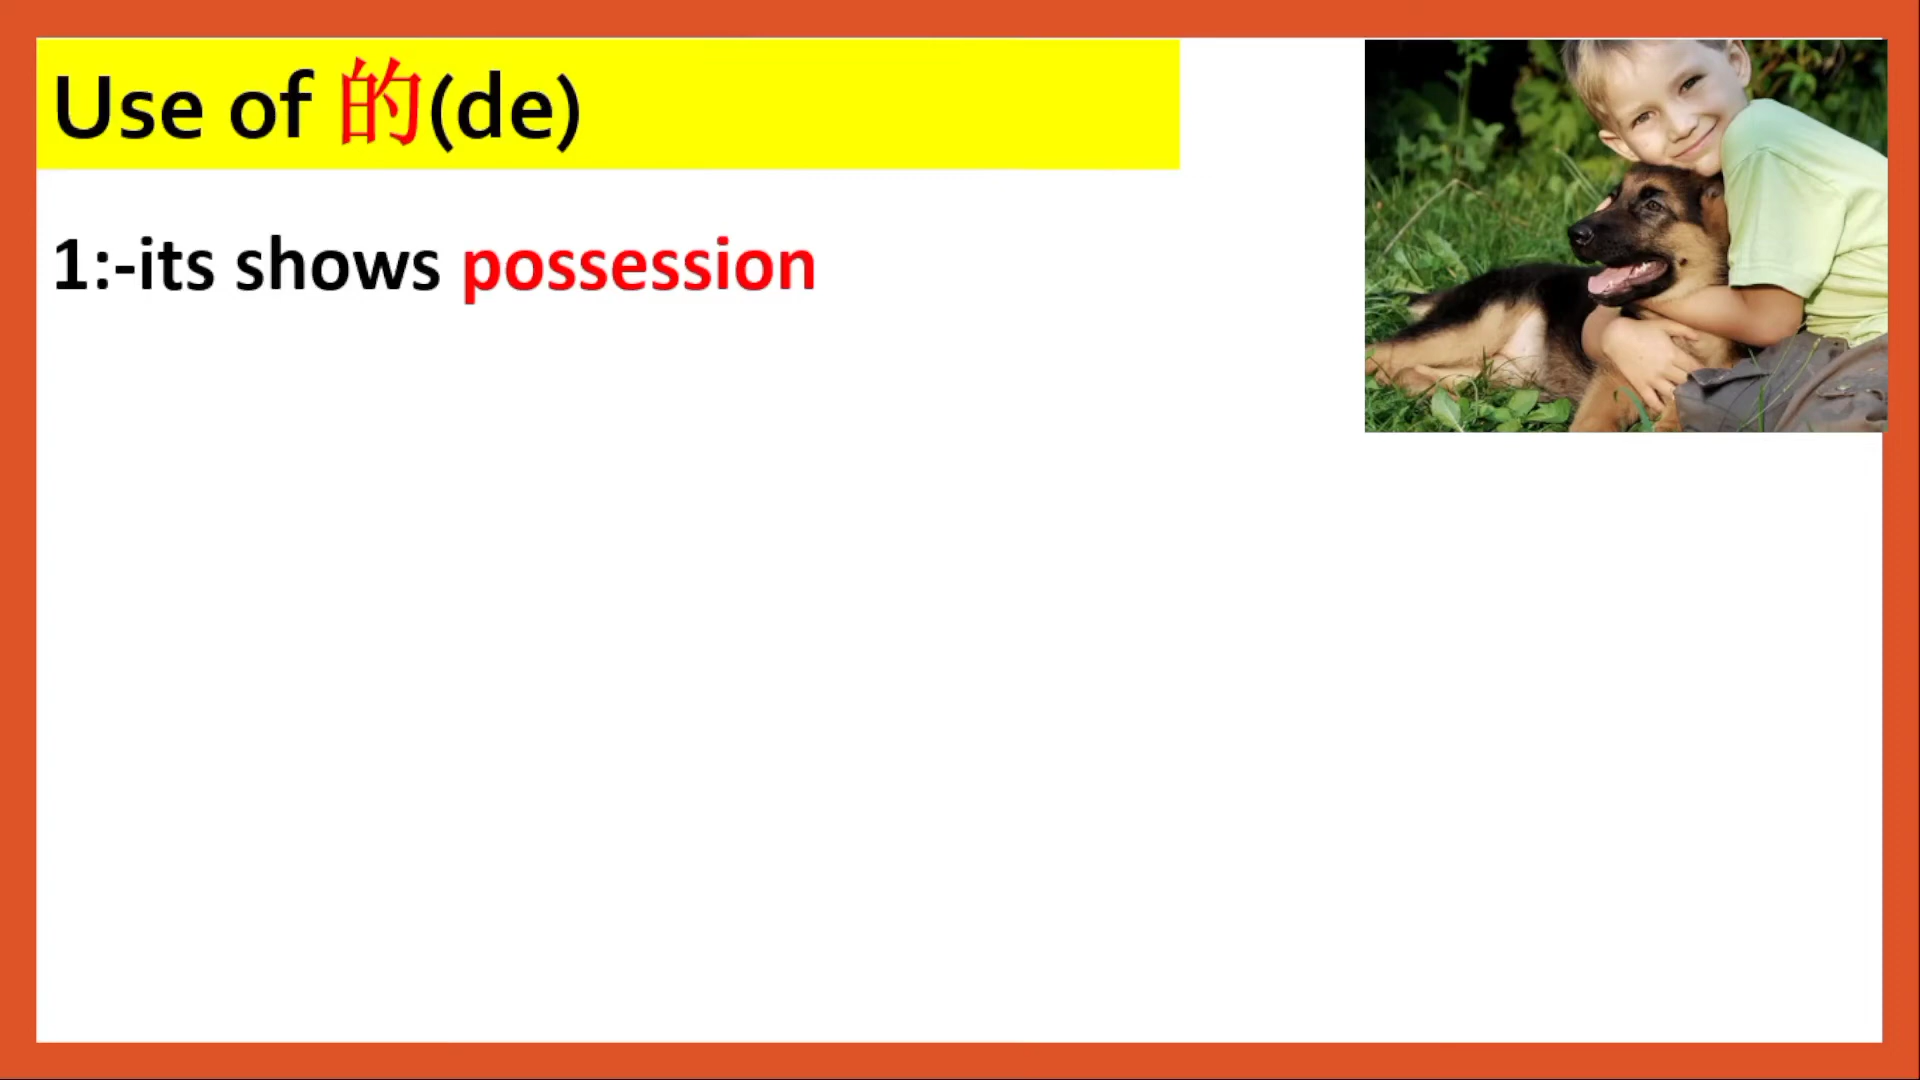 Use of 的(de)
1:-its shows possession